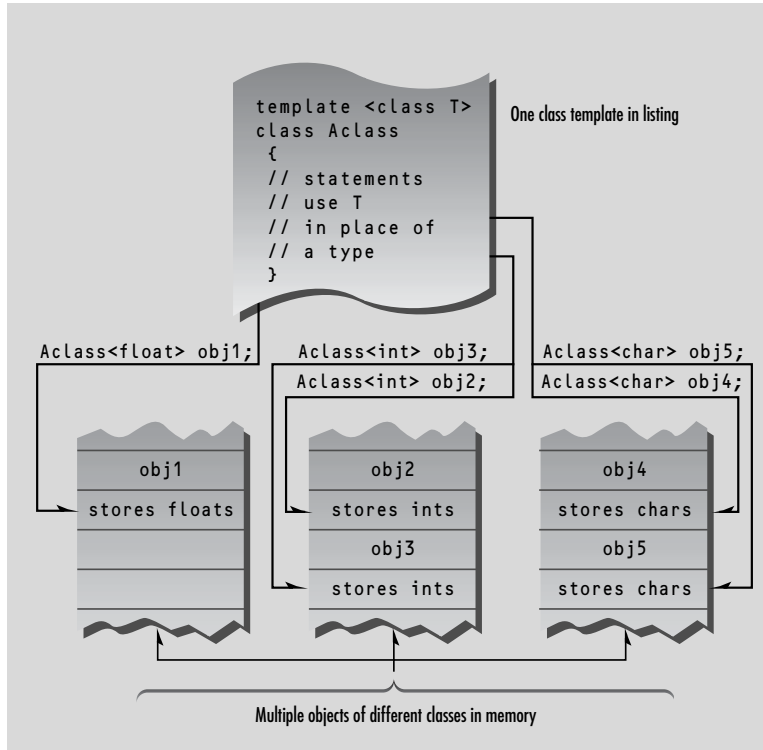 template <class T>
class Aclass
{
// statements
// use T
// in place of
// a type
}
One class template in listing
Aclass<float> obj1;
Aclass<int> obj3;
Aclass<char> obj5;
Aclass<int> obj2;
Aclass<char> obj4;
obj1
stores floats
obj2
stores ints
obj3
stores ints
obj4
stores chars
obj5
stores chars
Multiple objects of different classes in memory